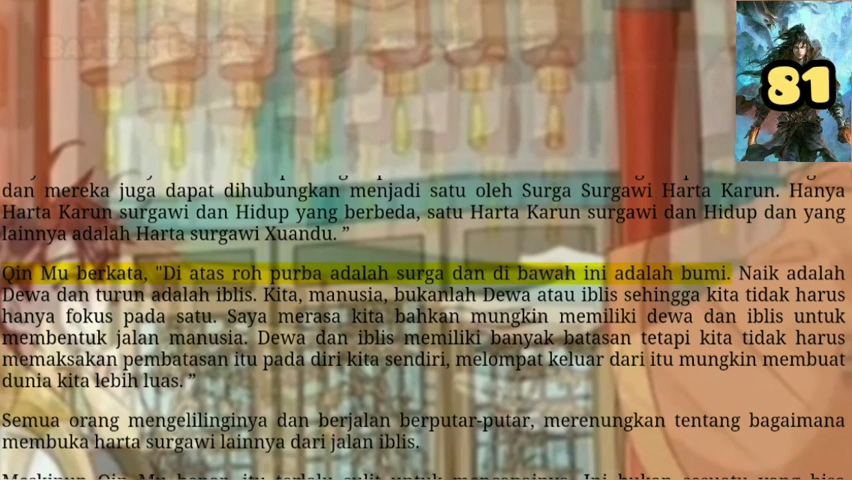 81
dan mereka juga dapat dihubungkan menjadi satu oleh Surga Surgawi Harta Karun. Hanya
Harta Karun surgawi dan Hidup yang berbeda, satu Harta Karun surgawi dan Hidup dan yang
lainnya adalah Harta surgawi Xuandu. ”
Qin Mu berkata, "Di atas roh purba adalah surga dan di bawah ini adalah bumi. Naik adalah
Dewa dan turun adalah iblis. Kita, manusia, bukanlah Dewa atau iblis sehingga kita tidak harus
hanya fokus pada satu. Saya merasa kita bahkan mungkin memiliki dewa dan iblis untuk
membentuk jalan manusia. Dewa dan iblis memiliki banyak batasan tetapi kita tidak harus
memaksakan pembatasan itu pada diri kita sendiri, melompat keluar dari itu mungkin membuat
dunia kita lebih luas. ”
Semua orang mengelilinginya dan berjalan berputar-putar, merenungkan tentang bagaimana
membuka harta surgawi lainnya dari jalan iblis.